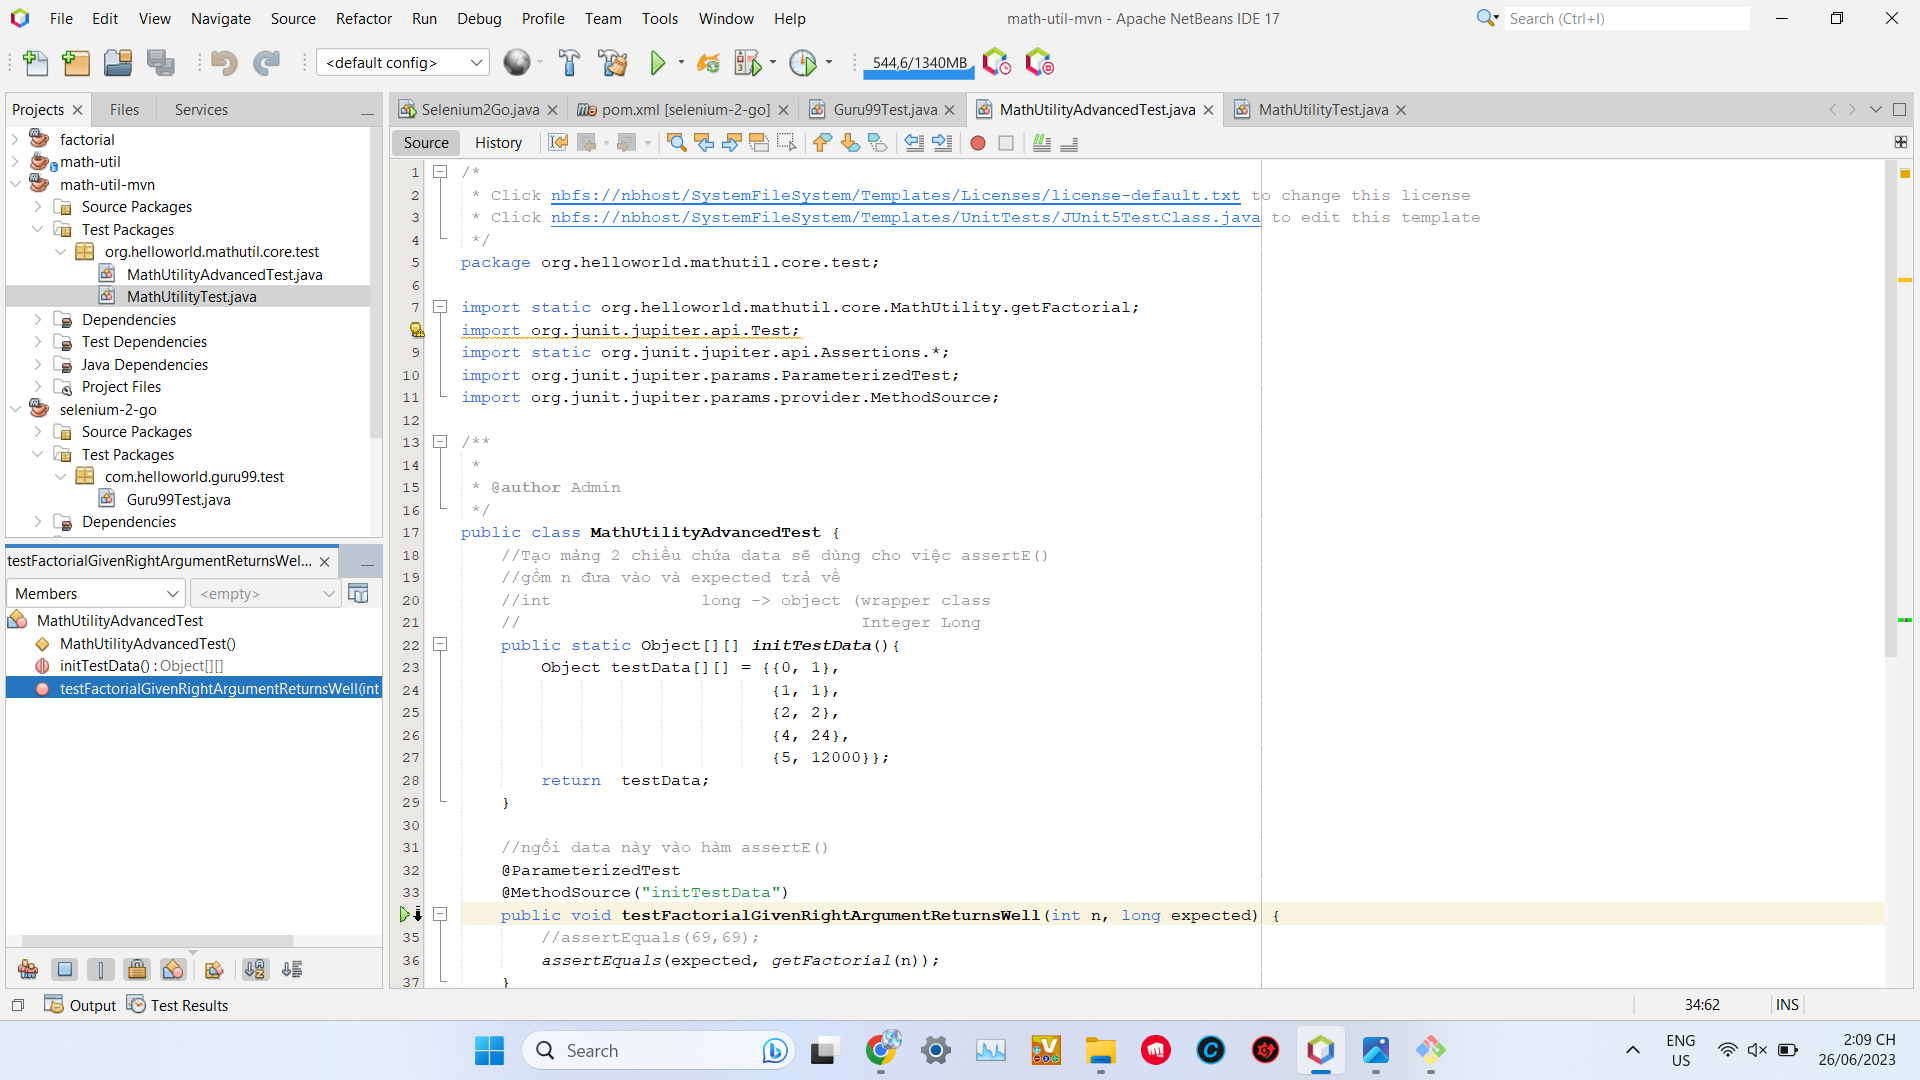 File Edit View Navigate Source Refactor Run Debug Profile Team Tools Window Help
math-util-mvn - Apache NetBeans IDE 17
Search (Ctrl+I)
<default config>
544,6/1340MB
Projects Files Services
factorial
math-util
math-util-mvn
Source Packages
Test Packages
org.helloworld.mathutil.core.test
MathUtilityAdvancedTest.java
MathUtilityTest.java
Dependencies
Test Dependencies
Java Dependencies
Project Files
selenium-2-go
Source Packages
Test Packages
com.helloworld.guru99.test
Guru99Test.java
Dependencies
testFactorialGivenRightArgumentReturnsWel...
Members <empty>
MathUtilityAdvancedTest
MathUtilityAdvancedTest()
initTestData() : Object[][]
testFactorialGivenRightArgumentReturnsWell(int
Selenium2Go.java pom.xml [selenium-2-go] Guru99Test.java MathUtilityAdvancedTest.java MathUtilityTest.java
Source History
1 /*
2 * Click nbfs://nbhost/SystemFileSystem/Templates/Licenses/license-default.txt to change this license
3 * Click nbfs://nbhost/SystemFileSystem/Templates/UnitTests/JUnit5TestClass.java to edit this template
4 */
5 package org.helloworld.mathutil.core.test;
6
7 import static org.helloworld.mathutil.core.MathUtility.getFactorial;
import org.junit.jupiter.api.Test;
9 import static org.junit.jupiter.api.Assertions.*;
10 import org.junit.jupiter.params.ParameterizedTest;
11 import org.junit.jupiter.params.provider.MethodSource;
12
13 /**
14 *
15 * @author Admin
16 */
17 public class MathUtilityAdvancedTest {
18 //Tạo mảng 2 chiều chứa data sẽ dùng cho việc assertE()
19 //gồm n đưa vào và expected trả về
20 //int long -> object (wrapper class
21 // Integer Long
22 public static Object[][] initTestData(){
23 Object testData[][] = {{0, 1},
24 {1, 1},
25 {2, 2},
26 {4, 24},
27 {5, 12000}};
28 return testData;
29 }
30
31 //ngồi data này vào hàm assertE()
32 @ParameterizedTest
33 @MethodSource("initTestData")
public void testFactorialGivenRightArgumentReturnsWell(int n, long expected) {
35 //assertEquals(69,69);
36 assertEquals(expected, getFactorial(n));
37 }
Output Test Results
34:62 INS
Search
ENG
US
2:09 CH
26/06/2023